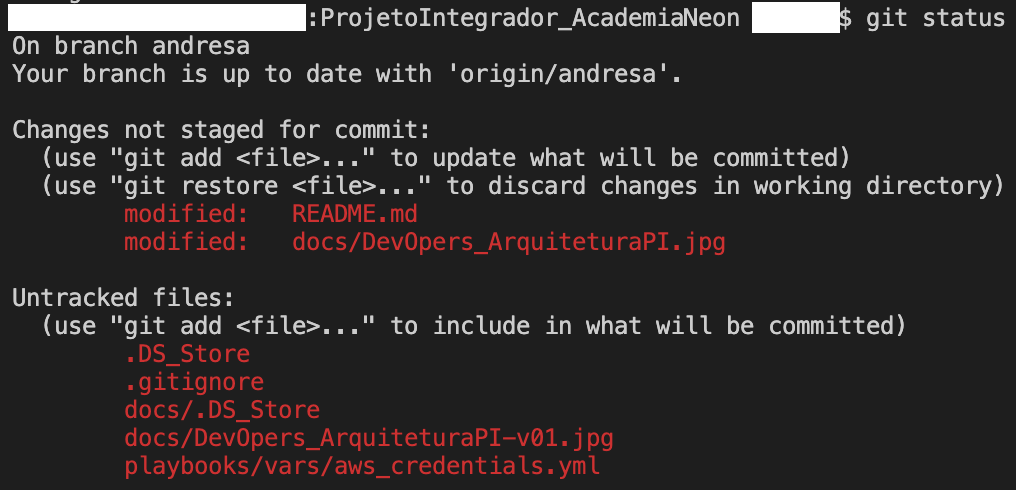 :ProjetoIntegrador_AcademiaNeon $ git status
On branch andresa
Your branch is up to date with 'origin/andresa'.
Changes not staged for commit:
(use "git add <file>..." to update what will be committed)
(use "git restore <file>..." to discard changes in working directory)
modified: README.md
modified: docs/DevOpers_ArquiteturaPI.jpg
Untracked files:
(use "git add <file>..." to include in what will be committed)
.DS_Store
.gitignore
docs/.DS_Store
docs/DevOpers_ArquiteturaPI-v01.jpg
playbooks/vars/aws_credentials.yml